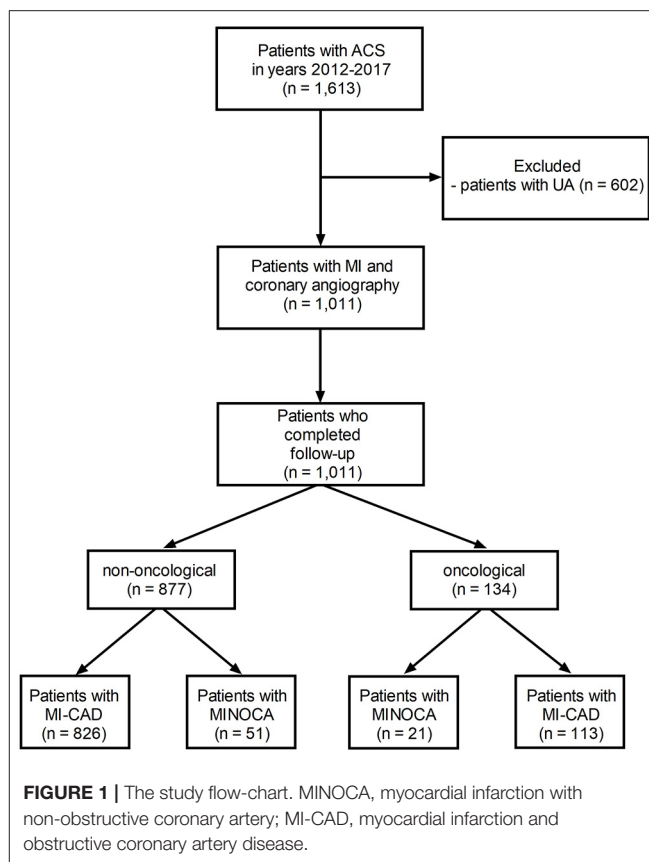 Patients with ACS
in years 2012-2017
(n = 1,613)
Excluded
- patients with UA (n = 602)
Patients with MI and
coronary angiography
(n = 1,011)
Patients who
completed
follow-up
(n = 1,011)
non-oncological
(n = 877)
oncological
(n = 134)
Patients with
MI-CAD
(n = 826)
Patients with
MINOCA
(n = 51)
Patients with
MINOCA
(n = 21)
Patients with
MI-CAD
(n = 113)
FIGURE 1 | The study flow-chart. MINOCA, myocardial infarction with
non-obstructive coronary artery; MI-CAD, myocardial infarction and
obstructive coronary artery disease.